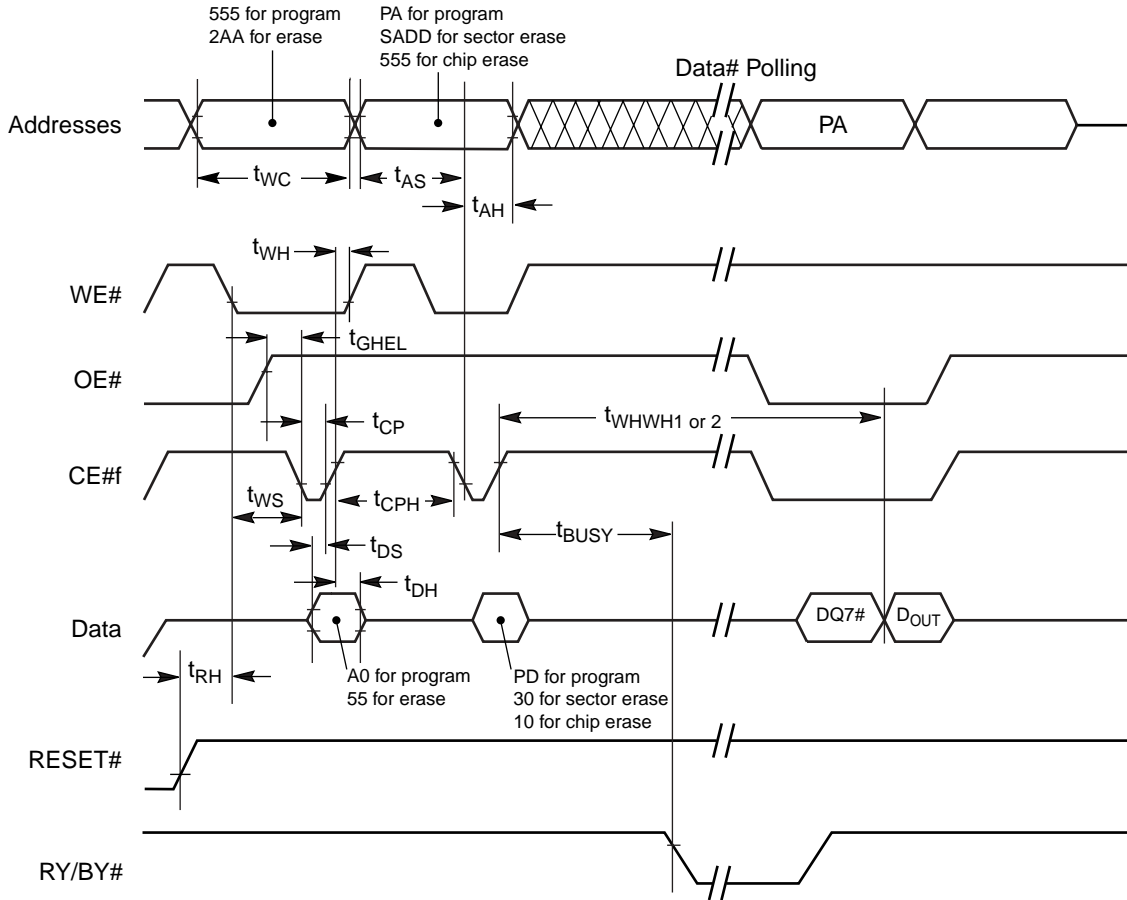 555 for program
2AA for erase
PA for program
SADD for sector erase
555 for chip erase
Data# Polling
Addresses
PA
tWC
tAS
tAH
tWH
WE#
tGHEL
OE#
tWHWH1 or 2
tCP
CE#f
tWS
tCPH
tBUSY
tDS
tDH
Data
DQ7#
DOUT
tRH
A0 for program
55 for erase
PD for program
30 for sector erase
10 for chip erase
RESET#
RY/BY#